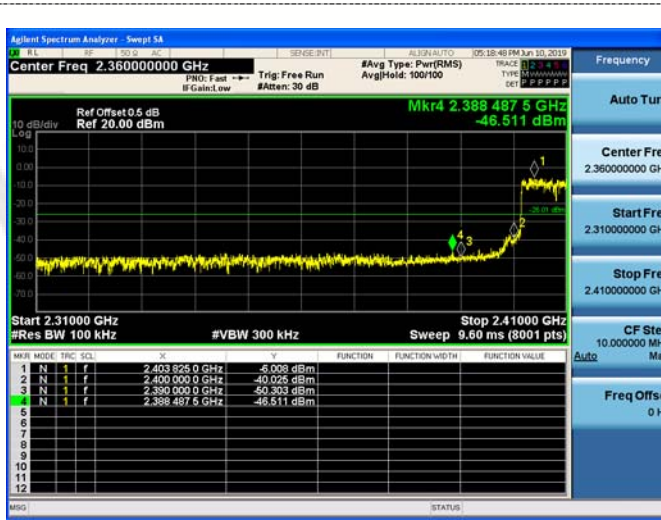 Agilent Spectrum Analyzer - Swept SA
RL RF 50 Ω AC SENSE:INT ALIGN AUTO 05:18:48 PM Jun 10, 2019
Center Freq 2.360000000 GHz #Avg Type: Pwr(RMS) TRACE 1 2 3 4 5 6
PNO: Fast Trig: Free Run Avg|Hold: 100/100 TYPE M
IFGain:Low #Atten: 30 dB DET P P P P P P
Frequency
Mkr4 2.388 487 5 GHz
Ref Offset 0.5 dB
10 dB/div Ref 20.00 dBm -46.511 dBm
Log
10.0
0.00
-10.0
-20.0
-30.0
-40.0
-50.0
-60.0
-70.0
1
2
3
4
-26.01 dBm
Start 2.31000 GHz Stop 2.41000 GHz
#Res BW 100 kHz #VBW 300 kHz Sweep 9.60 ms (8001 pts)
MKR MODE TRC SCL X Y FUNCTION FUNCTION WIDTH FUNCTION VALUE
1 N 1 f 2.403 825 0 GHz -6.008 dBm
2 N 1 f 2.400 000 0 GHz -40.025 dBm
3 N 1 f 2.390 000 0 GHz -50.303 dBm
4 N 1 f 2.388 487 5 GHz -46.511 dBm
5
6
7
8
9
10
11
12
MSG STATUS
Auto Tun
Center Fre
2.360000000 GH
Start Fre
2.310000000 GH
Stop Fre
2.410000000 GH
CF Ste
10.000000 MH
Auto Ma
Freq Offse
0 H